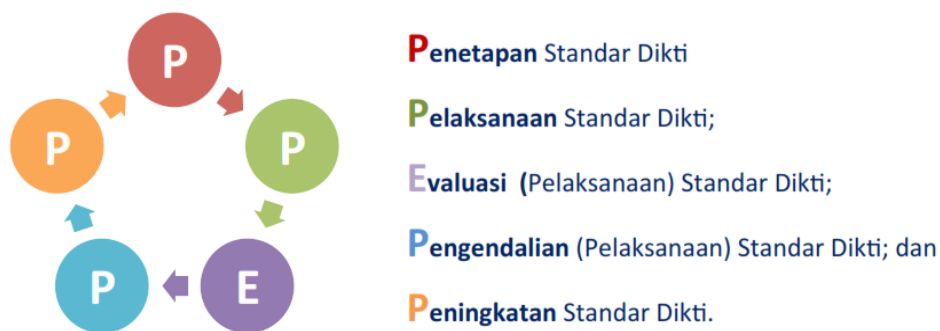 P
P
E
P
P
Penetapan Standar Dikti
Pelaksanaan Standar Dikti;
Evaluasi (Pelaksanaan) Standar Dikti;
Pengendalian (Pelaksanaan) Standar Dikti; dan
Peningkatan Standar Dikti.